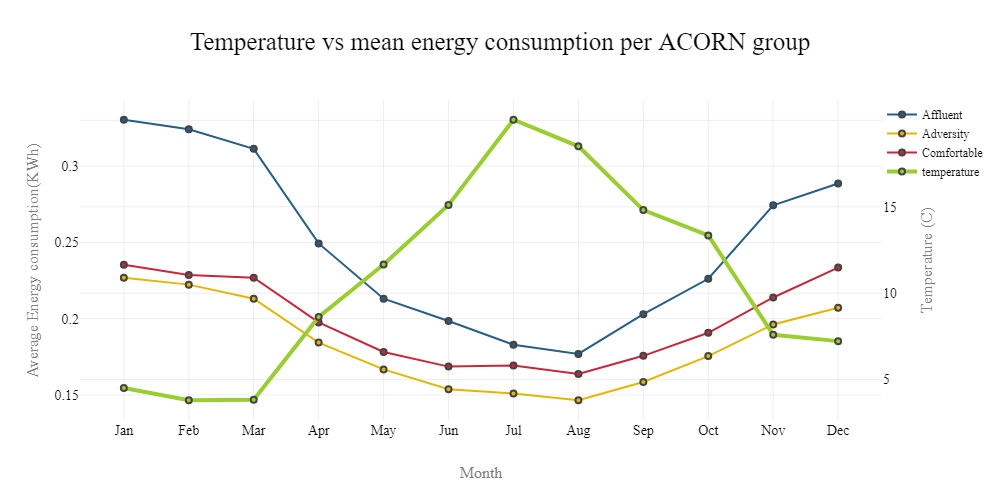 Temperature vs mean energy consumption per ACORN group
Affluent
Adversity
Comfortable
temperature
Average Energy consumption(KWh)
0.3
0.25
0.2
0.15
15
10
5
Temperature (C)
Jan Feb Mar Apr May Jun Jul Aug Sep Oct Nov Dec
Month